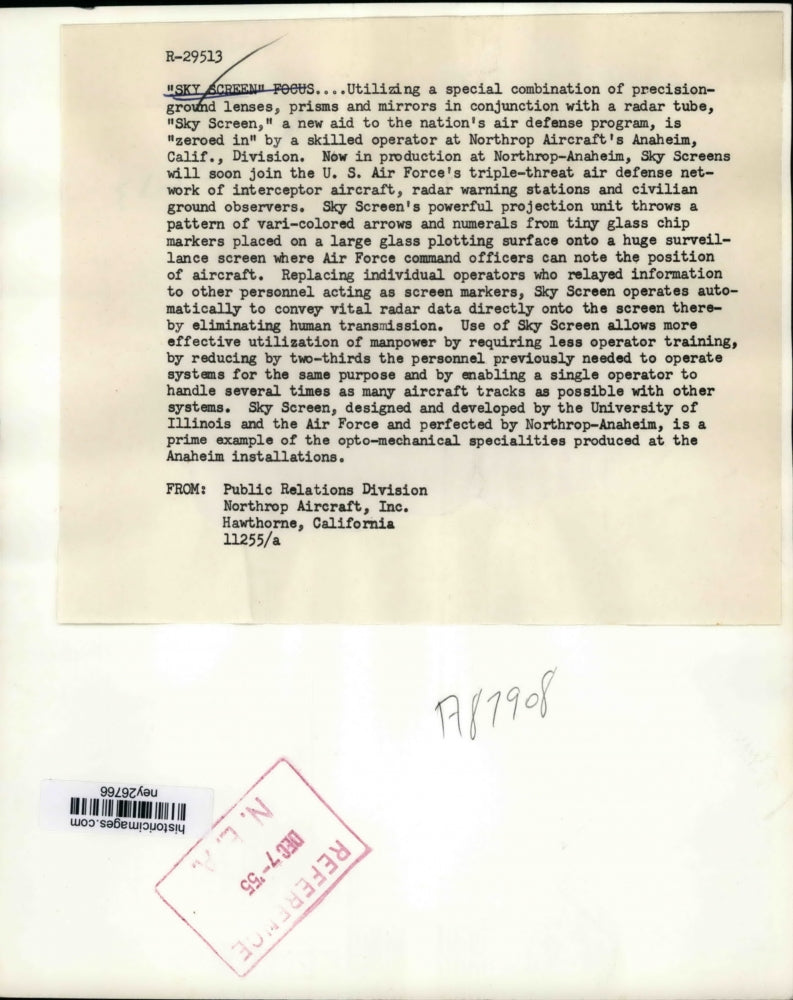 R-29513
"SKY SCREEN" FOCUS....Utilizing a special combination of precision-
ground lenses, prisms and mirrors in conjunction with a radar tube,
"Sky Screen," a new aid to the nation's air defense program, is
"zeroed in" by a skilled operator at Northrop Aircraft's Anaheim,
Calif., Division. Now in production at Northrop-Anaheim, Sky Screens
will soon join the U. S. Air Force's triple-threat air defense net-
work of interceptor aircraft, radar warning stations and civilian
ground observers. Sky Screen's powerful projection unit throws a
pattern of vari-colored arrows and numerals from tiny glass chip
markers placed on a large glass plotting surface onto a huge surveil-
lance screen where Air Force command officers can note the position
of aircraft. Replacing individual operators who relayed information
to other personnel acting as screen markers, Sky Screen operates auto-
matically to convey vital radar data directly onto the screen there-
by eliminating human transmission. Use of Sky Screen allows more
effective utilization of manpower by requiring less operator training,
by reducing by two-thirds the personnel previously needed to operate
systems for the same purpose and by enabling a single operator to
handle several times as many aircraft tracks as possible with other
systems. Sky Screen, designed and developed by the University of
Illinois and the Air Force and perfected by Northrop-Anaheim, is a
prime example of the opto-mechanical specialities produced at the
Anaheim installations.
FROM: Public Relations Division
Northrop Aircraft, Inc.
Hawthorne, California
11255/a
A87908
historicimages.com
ney26766
REFERENCE
DEC 7-'55
N. E. A.